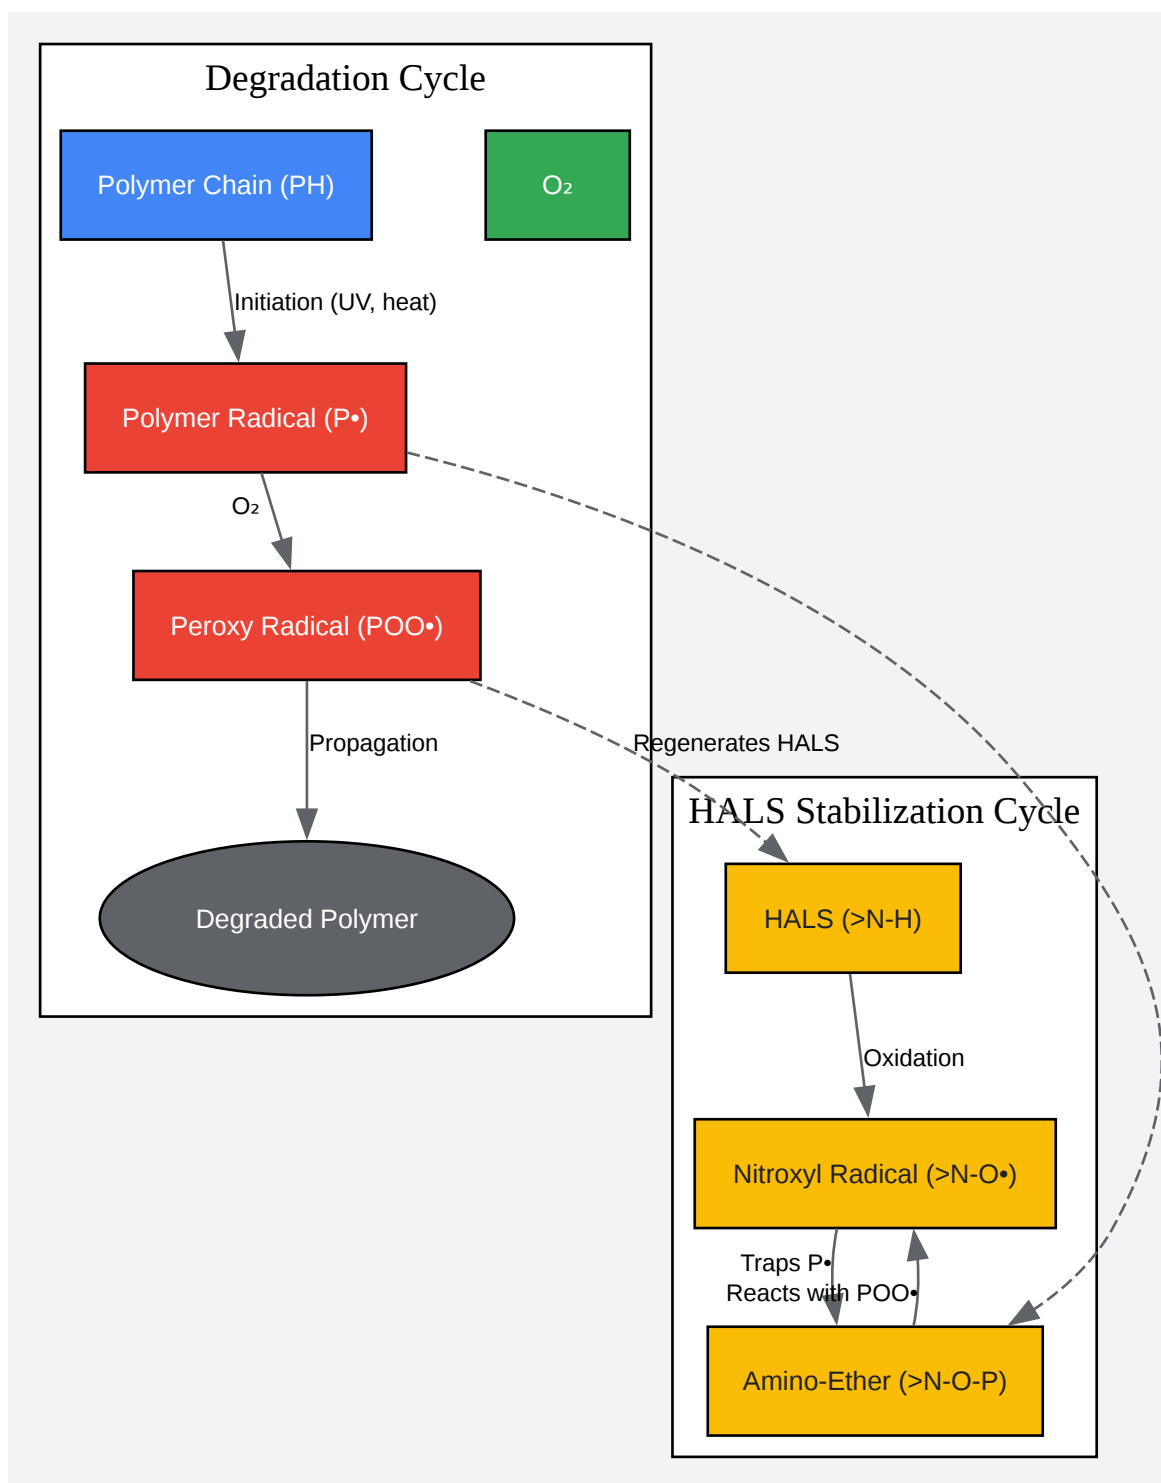 Degradation Cycle
Polymer Chain (PH)
O₂
Initiation (UV, heat)
Polymer Radical (P•)
O₂
Peroxy Radical (POO•)
Propagation
Regenerates HALS
HALS Stabilization Cycle
Degraded Polymer
HALS (>N-H)
Oxidation
Nitroxyl Radical (>N-O•)
Traps P•
Reacts with POO•
Amino-Ether (>N-O-P)